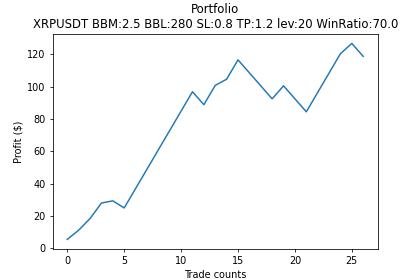 Portfolio
XRPUSDT BBM:2.5 BBL:280 SL:0.8 TP:1.2 lev:20 WinRatio:70.0
120
100
80
60
40
20
0
Profit ($)
0 5 10 15 20 25
Trade counts